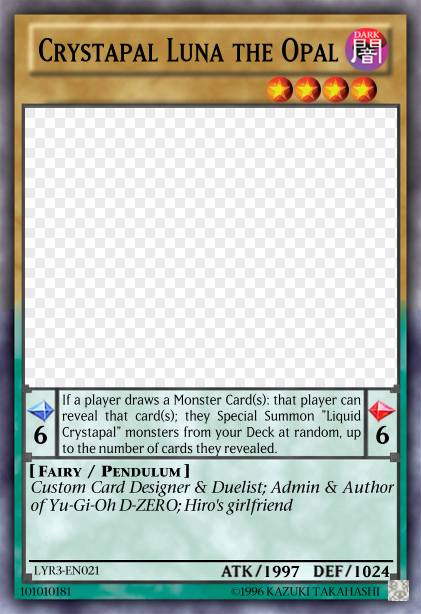 Crystapal Luna the Opal
DARK
闇
If a player draws a Monster Card(s): that player can
reveal that card(s); they Special Summon "Liquid
Crystapal" monsters from your Deck at random, up
to the number of cards they revealed.
6
6
[Fairy / Pendulum]
Custom Card Designer & Duelist; Admin & Author
of Yu-Gi-Oh D-ZERO; Hiro's girlfriend
LYR3-EN021
ATK/1997 DEF/1024
101010181
©1996 KAZUKI TAKAHASHI